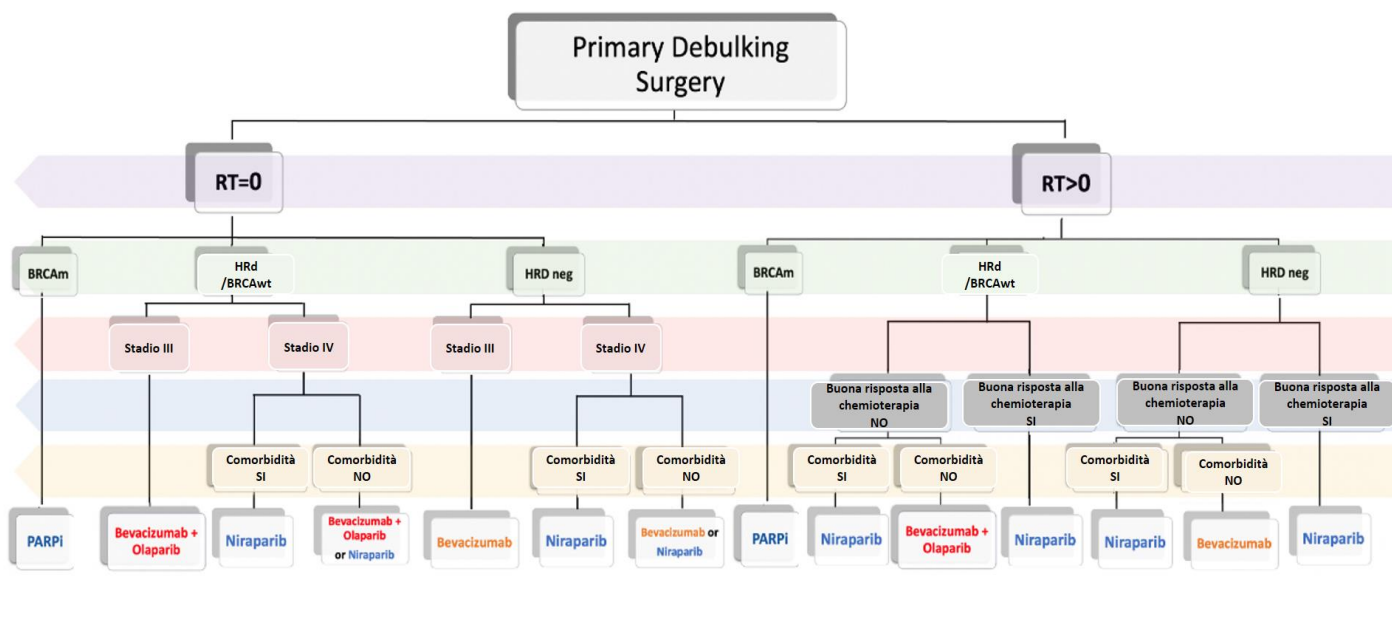 Primary Debulking
Surgery
RT=0
RT>0
BRCAm
HRd
/BRCAwt
HRD neg
BRCAm
HRd
/BRCAwt
HRD neg
Stadio III
Stadio IV
Stadio III
Stadio IV
Buona risposta alla
chemioterapia
NO
Buona risposta alla
chemioterapia
SI
Buona risposta alla
chemioterapia
NO
Buona risposta alla
chemioterapia
SI
Comorbidità
SI
Comorbidità
NO
Comorbidità
SI
Comorbidità
NO
Comorbidità
SI
Comorbidità
NO
Comorbidità
SI
Comorbidità
NO
PARPi
Bevacizumab +
Olaparib
Niraparib
Bevacizumab +
Olaparib
or Niraparib
Bevacizumab
Niraparib
Bevacizumab or
Niraparib
PARPi
Niraparib
Bevacizumab +
Olaparib
Niraparib
Niraparib
Bevacizumab
Niraparib